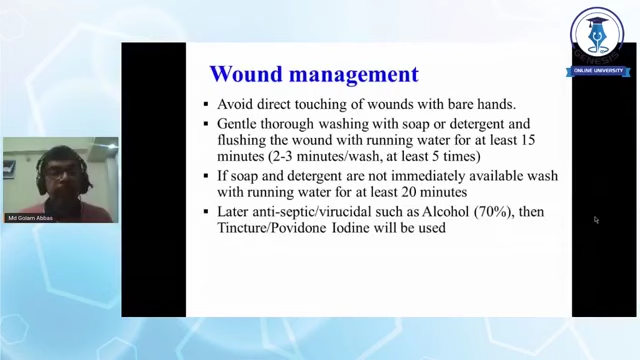 GENESIS
ONLINE UNIVERSITY
Wound management
▪ Avoid direct touching of wounds with bare hands.
▪ Gentle thorough washing with soap or detergent and
flushing the wound with running water for at least 15
minutes (2-3 minutes/wash, at least 5 times)
▪ If soap and detergent are not immediately available wash
with running water for at least 20 minutes
▪ Later anti-septic/virucidal such as Alcohol (70%), then
Tincture/Povidone Iodine will be used
Md Golam Abbas